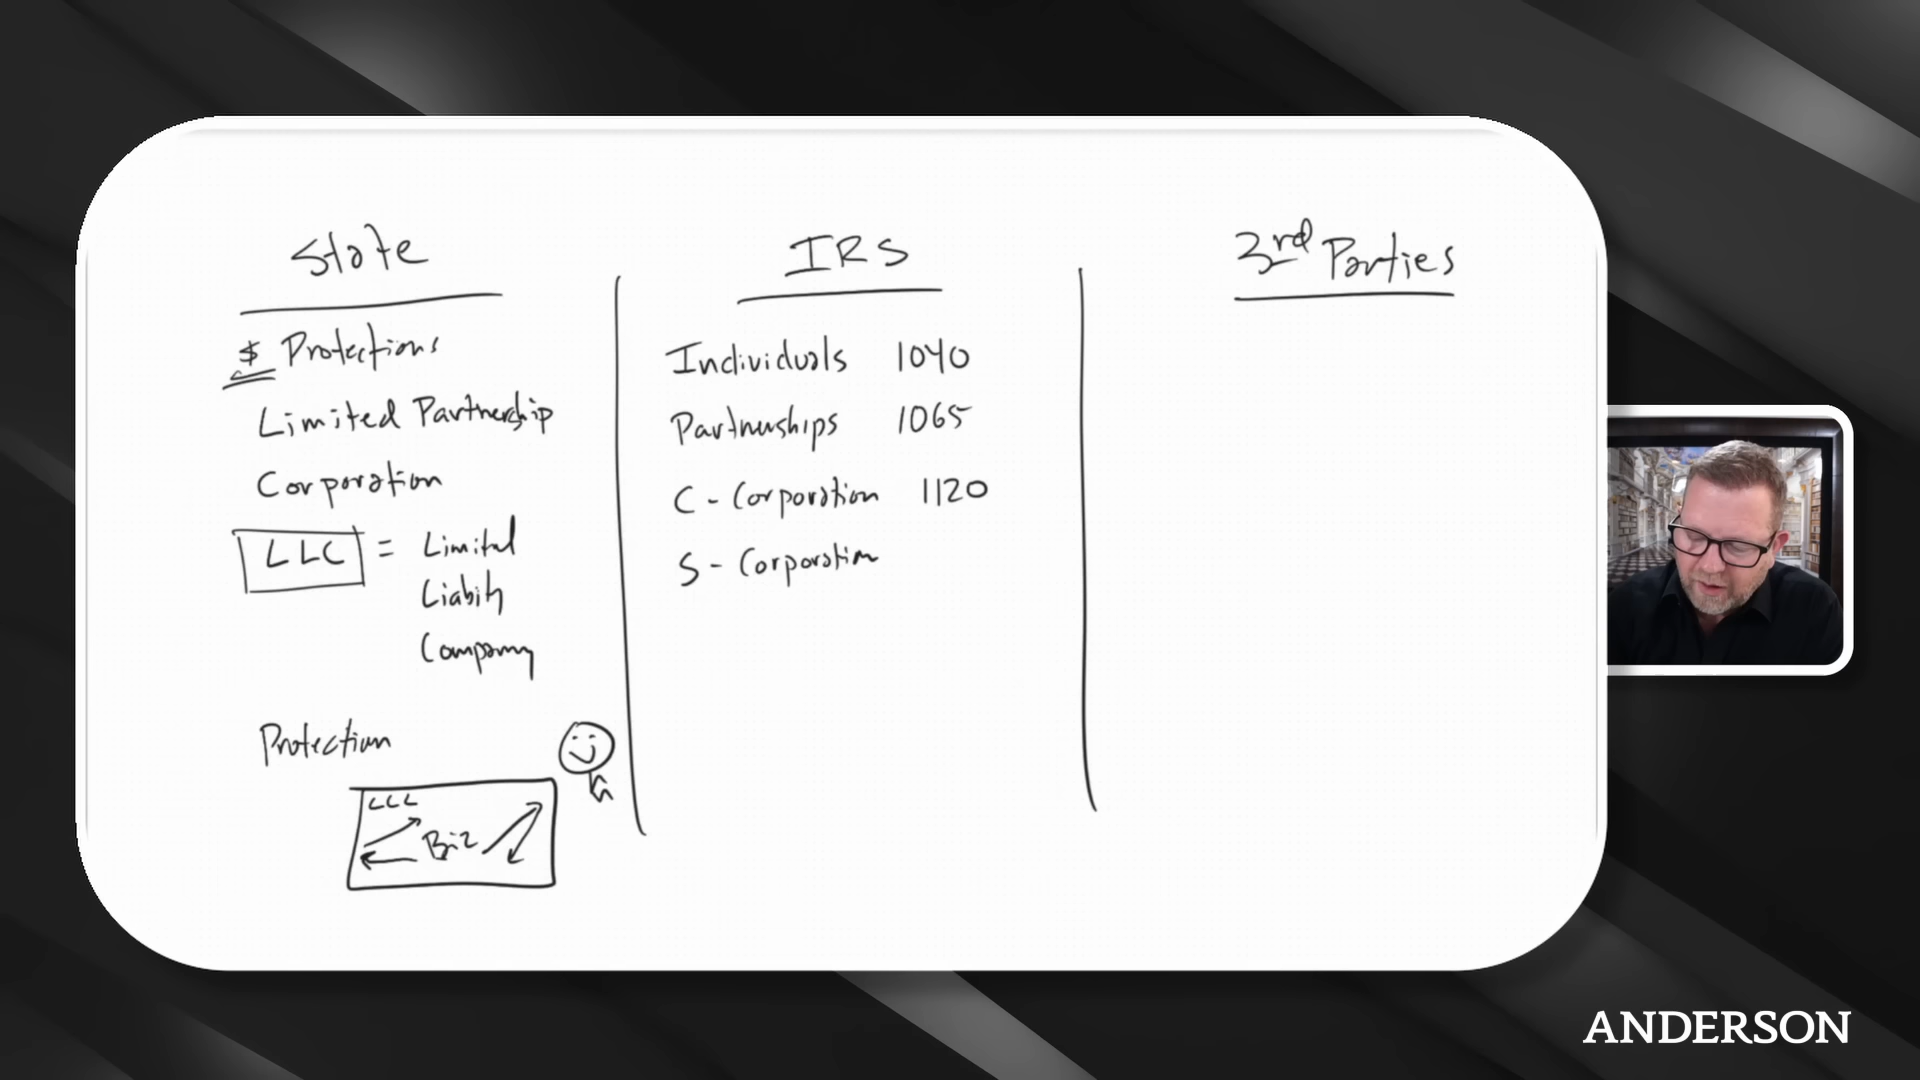 State
$ Protections
Limited Partnership
Corporation
LLC = Limited
Liability
Company
Protection
LLC
Biz
IRS
Individuals 1040
Partnerships 1065
C - Corporation 1120
S - Corporation
3rd Parties
ANDERSON